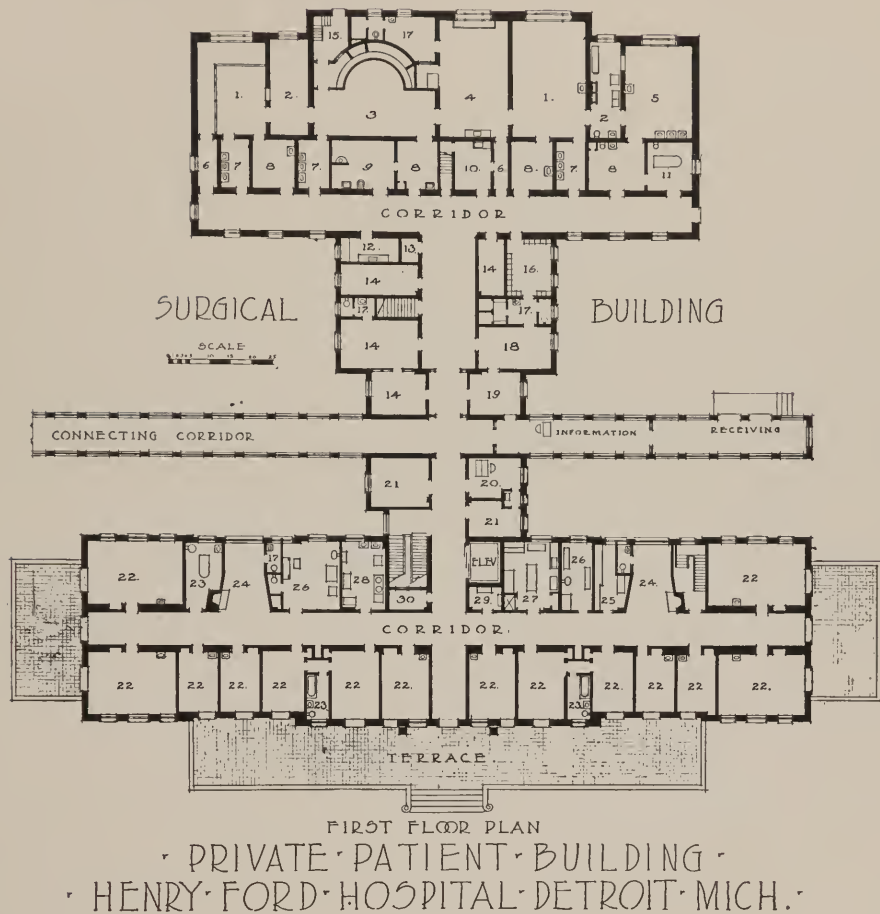 15. 17
1. 2. 3 4 1. 2 5
6 7 8 7. 9 8 10. 6 8 7. 8 11
CORRIDOR
12. 13. 14 16.
14
SURGICAL BUILDING
17. 17.
SCALE
14 18
14 19
CONNECTING CORRIDOR INFORMATION RECEIVING
21 20.
21
22. 23 24 17 26 28 ELEV. 27 26 25 24. 22
30 29.
CORRIDOR.
22 22 22. 22 22 22. 22. 22 22. 22 22 22.
23. 23.
TERRACE.
FIRST FLOOR PLAN
· PRIVATE · PATIENT · BUILDING ·
· HENRY · FORD · HOSPITAL · DETROIT · MICH. ·